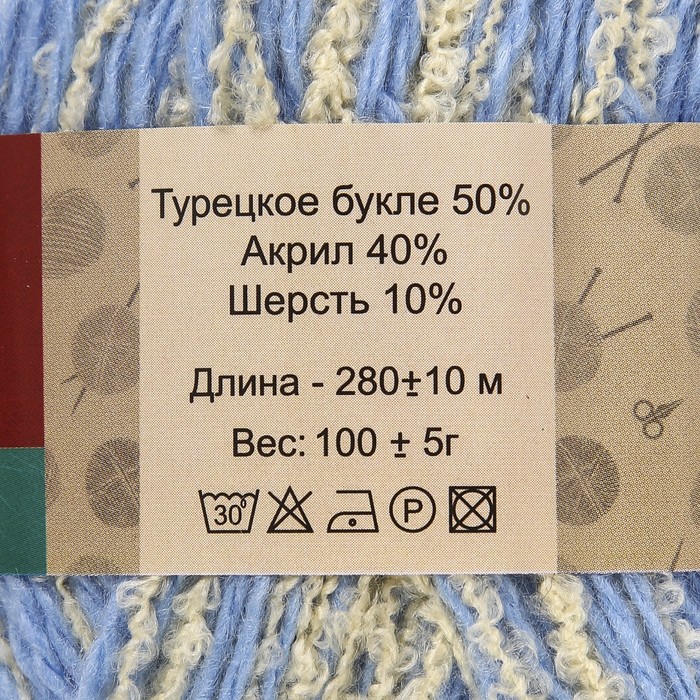 Турецкое букле 50%
Акрил 40%
Шерсть 10%
Длина - 280±10 м
Вес: 100 ± 5г
30 P